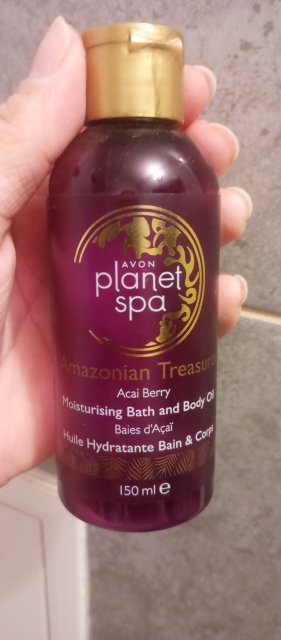 AVON
planet
spa
Amazonian Treasures
Acai Berry
Moisturising Bath and Body Oil
Baies d'Açaï
Huile Hydratante Bain & Corps
150 ml e